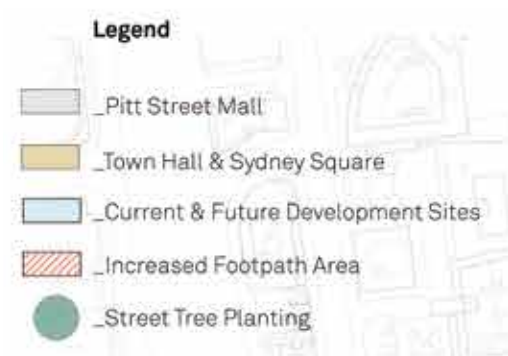 Legend
_Pitt Street Mall
_Town Hall & Sydney Square
_Current & Future Development Sites
_Increased Footpath Area
_Street Tree Planting